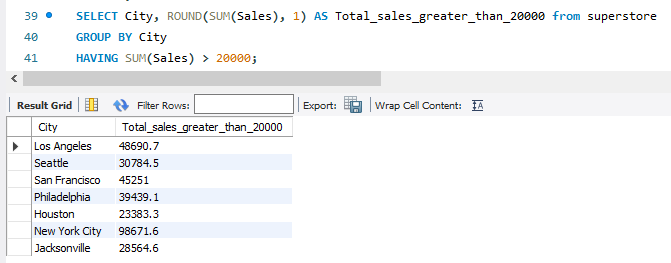 39 SELECT City, ROUND(SUM(Sales), 1) AS Total_sales_greater_than_20000 from superstore
40 GROUP BY City
41 HAVING SUM(Sales) > 20000;
Result Grid Filter Rows: Export: Wrap Cell Content: IA
City Total_sales_greater_than_20000
Los Angeles 48690.7
Seattle 30784.5
San Francisco 45251
Philadelphia 39439.1
Houston 23383.3
New York City 98671.6
Jacksonville 28564.6